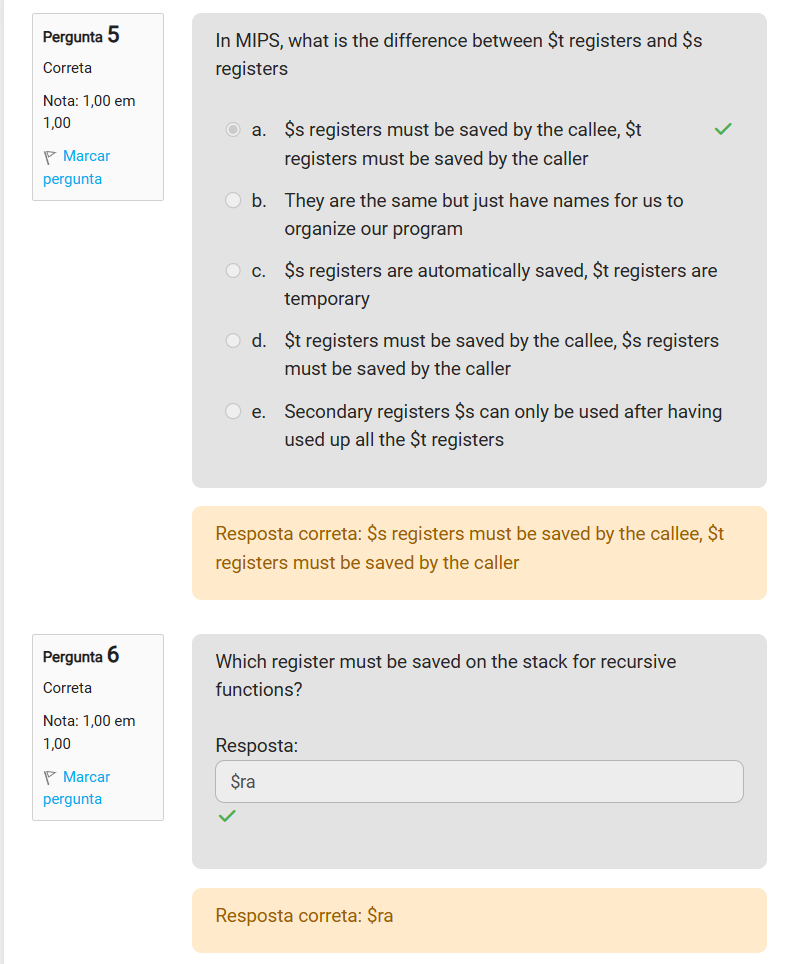 Pergunta 5
Correta
Nota: 1,00 em
1,00
Marcar
pergunta
In MIPS, what is the difference between $t registers and $s
registers
a. $s registers must be saved by the callee, $t
registers must be saved by the caller
b. They are the same but just have names for us to
organize our program
c. $s registers are automatically saved, $t registers are
temporary
d. $t registers must be saved by the callee, $s registers
must be saved by the caller
e. Secondary registers $s can only be used after having
used up all the $t registers
Resposta correta: $s registers must be saved by the callee, $t
registers must be saved by the caller
Pergunta 6
Correta
Nota: 1,00 em
1,00
Marcar
pergunta
Which register must be saved on the stack for recursive
functions?
Resposta:
$ra
Resposta correta: $ra